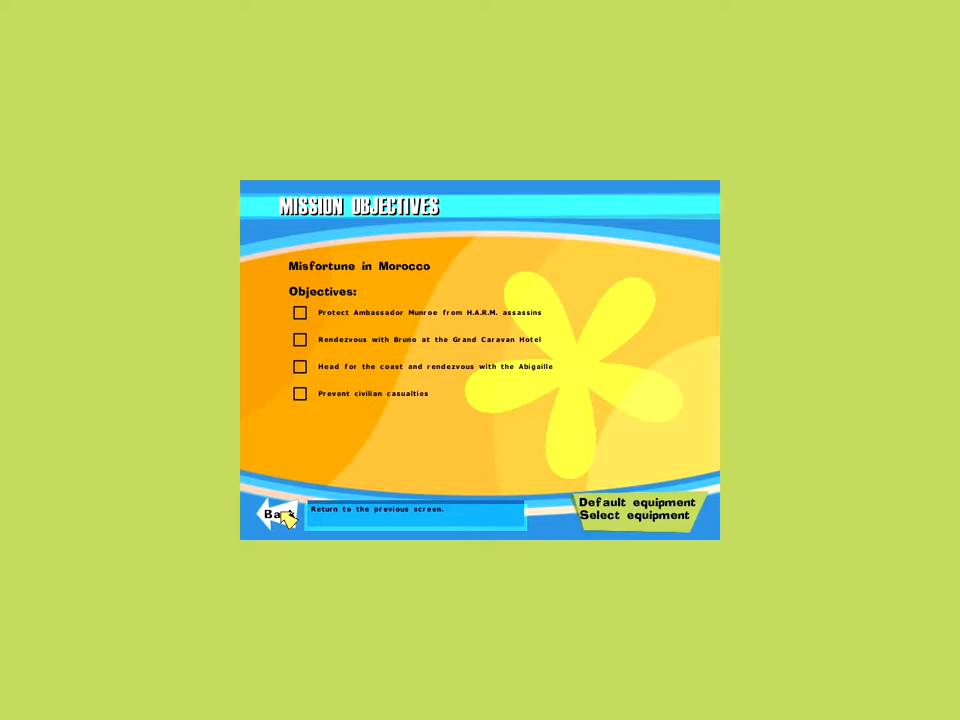 MISSION OBJECTIVES
Misfortune in Morocco
Objectives:
Protect Ambassador Munroe from H.A.R.M. assassins
Rendezvous with Bruno at the Grand Caravan Hotel
Head for the coast and rendezvous with the Abigaille
Prevent civilian casualties
Back
Return to the previous screen.
Default equipment
Select equipment